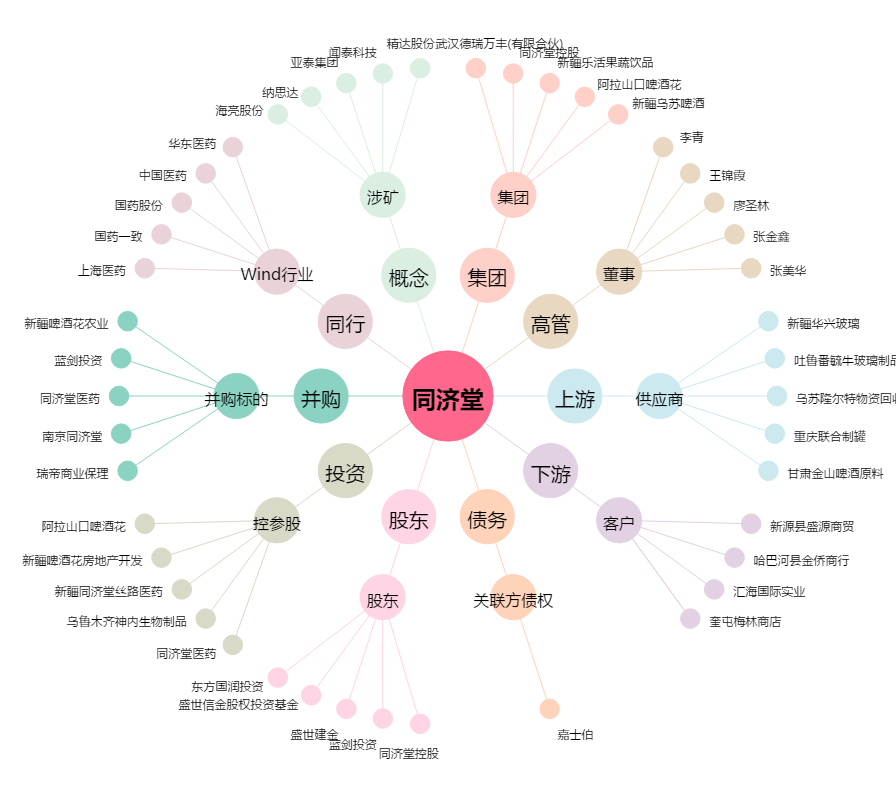 精达股份
武汉德瑞万丰(有限合伙)
闻泰科技
同济堂控股
亚泰集团
新疆乐活果蔬饮品
纳思达
阿拉山口啤酒花
海亮股份
新疆乌苏啤酒
华东医药
李青
中国医药
王锦霞
涉矿
集团
国药股份
廖圣林
国药一致
张金鑫
上海医药
Wind行业
概念
集团
董事
张美华
同行
高管
新疆啤酒花农业
新疆华兴玻璃
蓝剑投资
吐鲁番毓牛玻璃制品
同济堂医药
并购标的
并购
同济堂
上游
供应商
乌苏隆尔特物资回收
南京同济堂
重庆联合制罐
瑞帝商业保理
投资
下游
甘肃金山啤酒原料
阿拉山口啤酒花
控参股
股东
债务
客户
新源县盛源商贸
新疆啤酒花房地产开发
哈巴河县金侨商行
新疆同济堂丝路医药
股东
关联方债权
汇海国际实业
乌鲁木齐神内生物制品
奎屯梅林商店
同济堂医药
东方国润投资
盛世信金股权投资基金
盛世建金
嘉士伯
蓝剑投资
同济堂控股